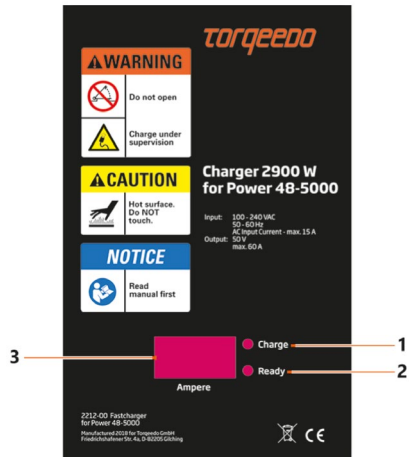 TorqEEDO
WARNING
Do not open
Charge under
supervision
CAUTION
Hot surface.
Do NOT
touch.
NOTICE
Read
manual first
Charger 2900 W
for Power 48-5000
Input: 100 - 240 VAC
50 - 60 Hz
AC Input Current - max. 15 A
Output: 50 V
max. 60 A
3
Charge
1
Ready
2
Ampere
2212-00 Fastcharger
for Power 48-5000
Manufactured 2018 for Torqeedo GmbH
Friedrichshafener Str. 4a, D-82205 Gilching
CE